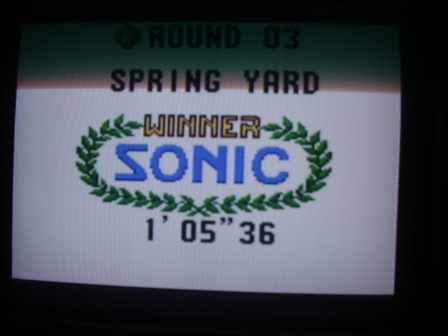 ROUND 03
SPRING YARD
WINNER
SONIC
1'05"36